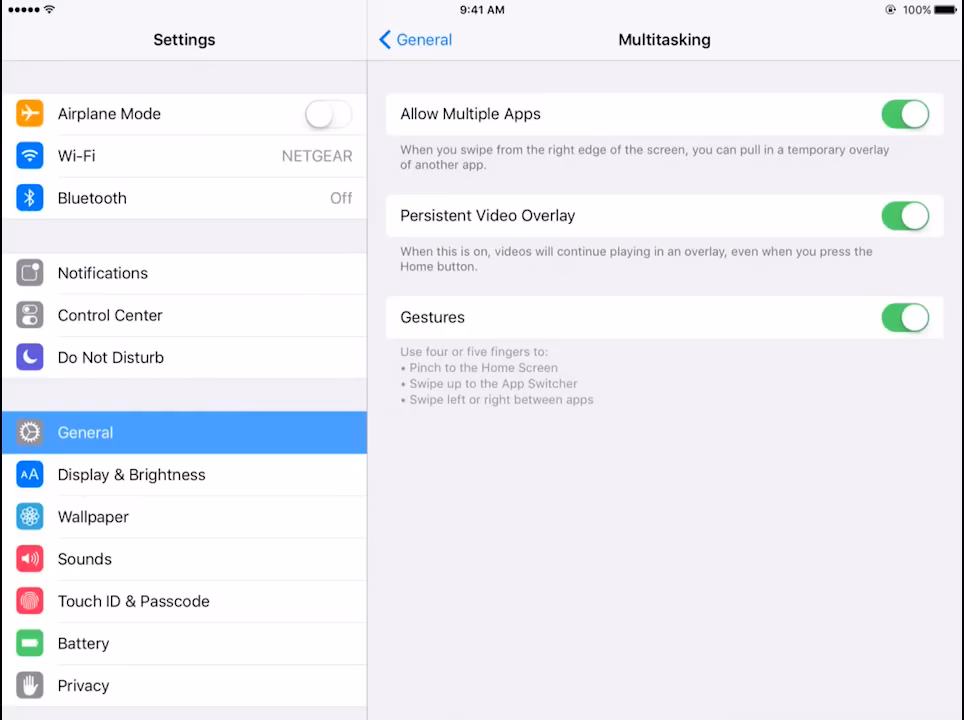 9:41 AM
100%
Settings
General
Multitasking
Airplane Mode
Wi-Fi NETGEAR
Bluetooth Off
Notifications
Control Center
Do Not Disturb
General
AA Display & Brightness
Wallpaper
Sounds
Touch ID & Passcode
Battery
Privacy
Allow Multiple Apps
When you swipe from the right edge of the screen, you can pull in a temporary overlay
of another app.
Persistent Video Overlay
When this is on, videos will continue playing in an overlay, even when you press the
Home button.
Gestures
Use four or five fingers to:
• Pinch to the Home Screen
• Swipe up to the App Switcher
• Swipe left or right between apps